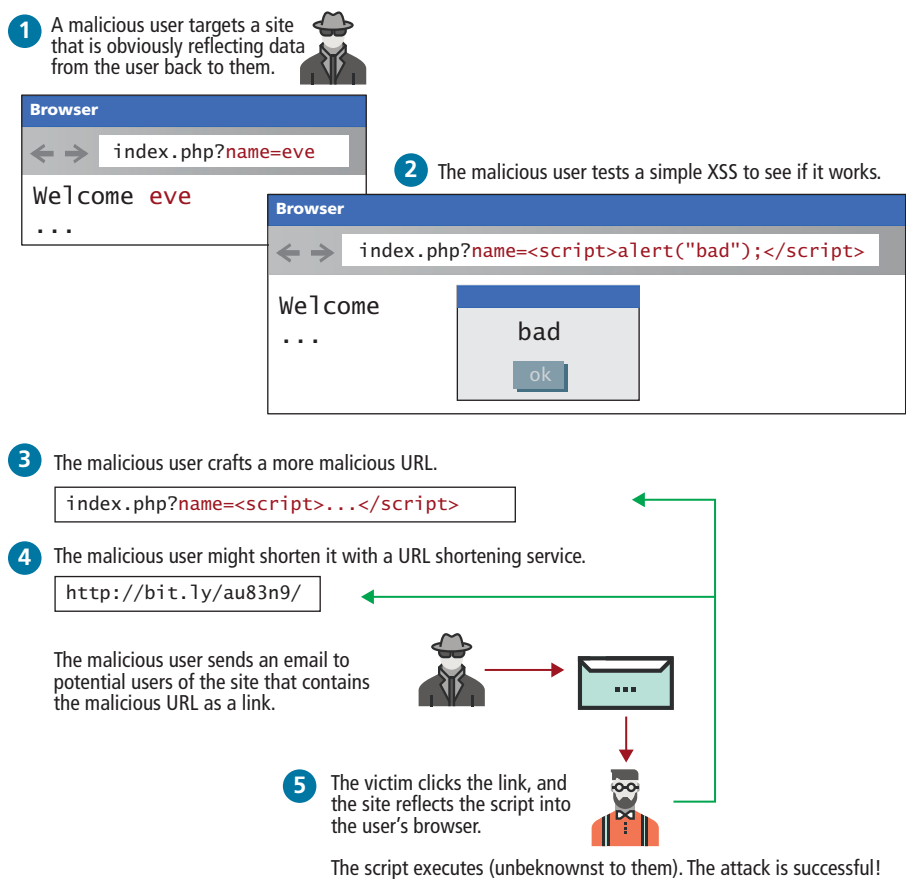 1
A malicious user targets a site
that is obviously reflecting data
from the user back to them.
Browser
index.php?name=eve
Welcome eve
...
2
The malicious user tests a simple XSS to see if it works.
Browser
index.php?name=<script>alert("bad");</script>
Welcome
...
bad
ok
3
The malicious user crafts a more malicious URL.
index.php?name=<script>...</script>
4
The malicious user might shorten it with a URL shortening service.
http://bit.ly/au83n9/
The malicious user sends an email to
potential users of the site that contains
the malicious URL as a link.
5
The victim clicks the link, and
the site reflects the script into
the user's browser.
The script executes (unbeknownst to them). The attack is successful!